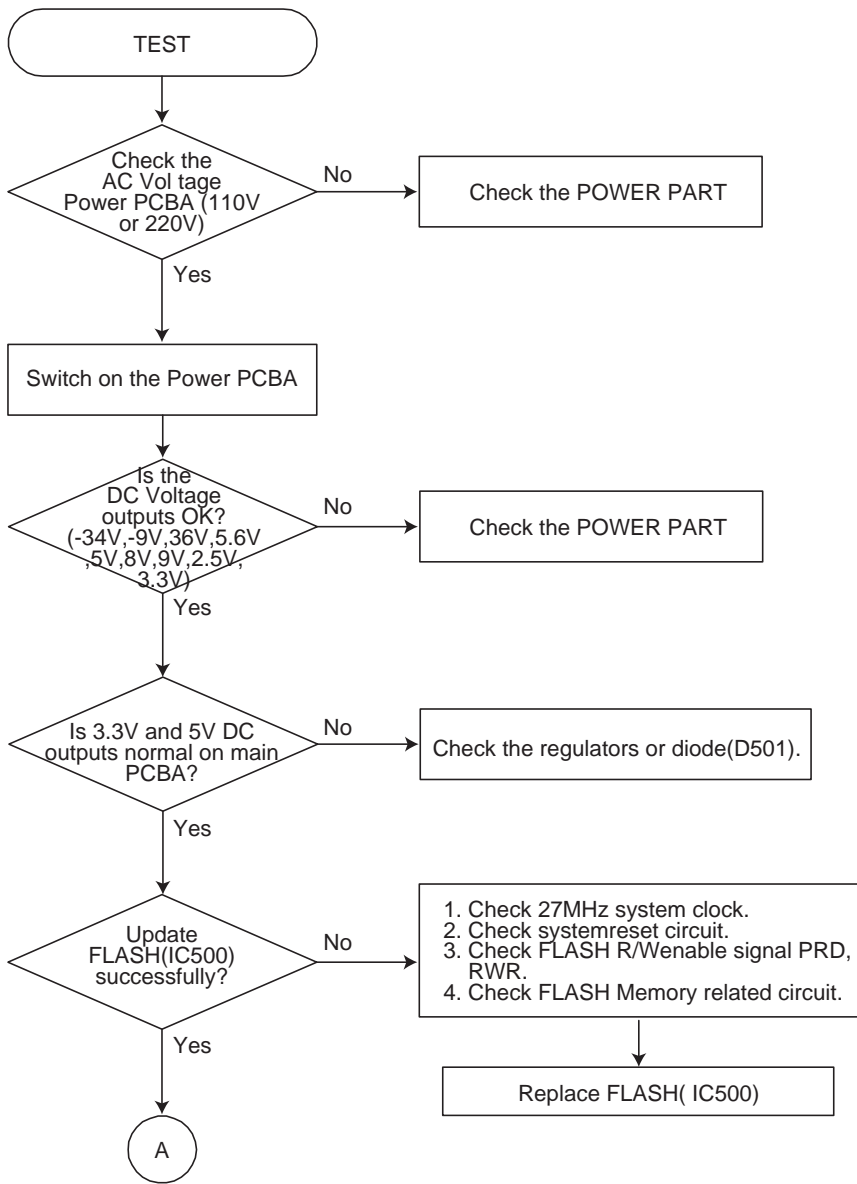 TEST
Check the
AC Vol tage
Power PCBA (110V
or 220V)
No
Check the POWER PART
Yes
Switch on the Power PCBA
Is the
DC Voltage
outputs OK?
(-34V,-9V,36V,5.6V
,5V,8V,9V,2.5V,
3.3V)
No
Check the POWER PART
Yes
Is 3.3V and 5V DC
outputs normal on main
PCBA?
No
Check the regulators or diode(D501).
Yes
Update
FLASH(IC500)
successfully?
No
1. Check 27MHz system clock.
2. Check systemreset circuit.
3. Check FLASH R/Wenable signal PRD,
RWR.
4. Check FLASH Memory related circuit.
Yes
Replace FLASH( IC500)
A